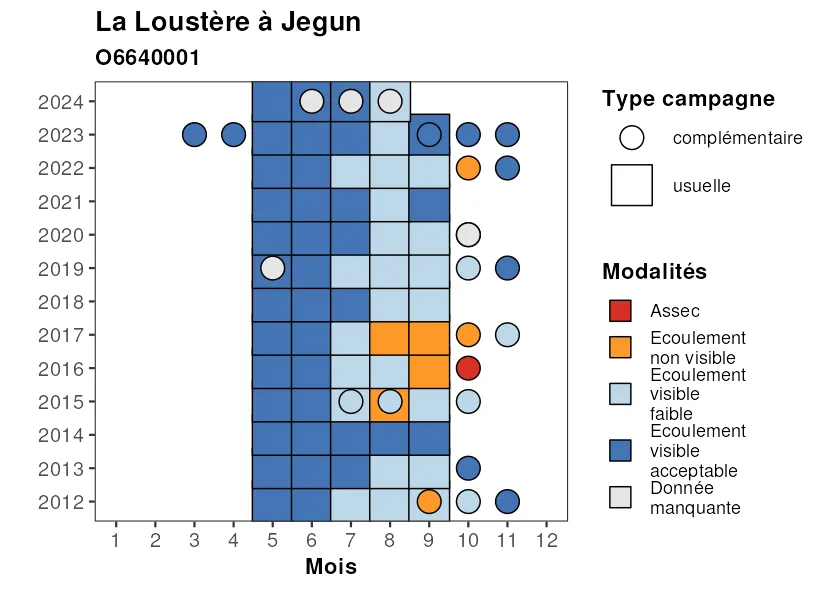 La Loustère à Jegun
O6640001
2024
2023
2022
2021
2020
2019
2018
2017
2016
2015
2014
2013
2012
1 2 3 4 5 6 7 8 9 10 11 12
Mois
Type campagne
complémentaire
usuelle
Modalités
Assec
Ecoulement
non visible
Ecoulement
visible
faible
Ecoulement
visible
acceptable
Donnée
manquante